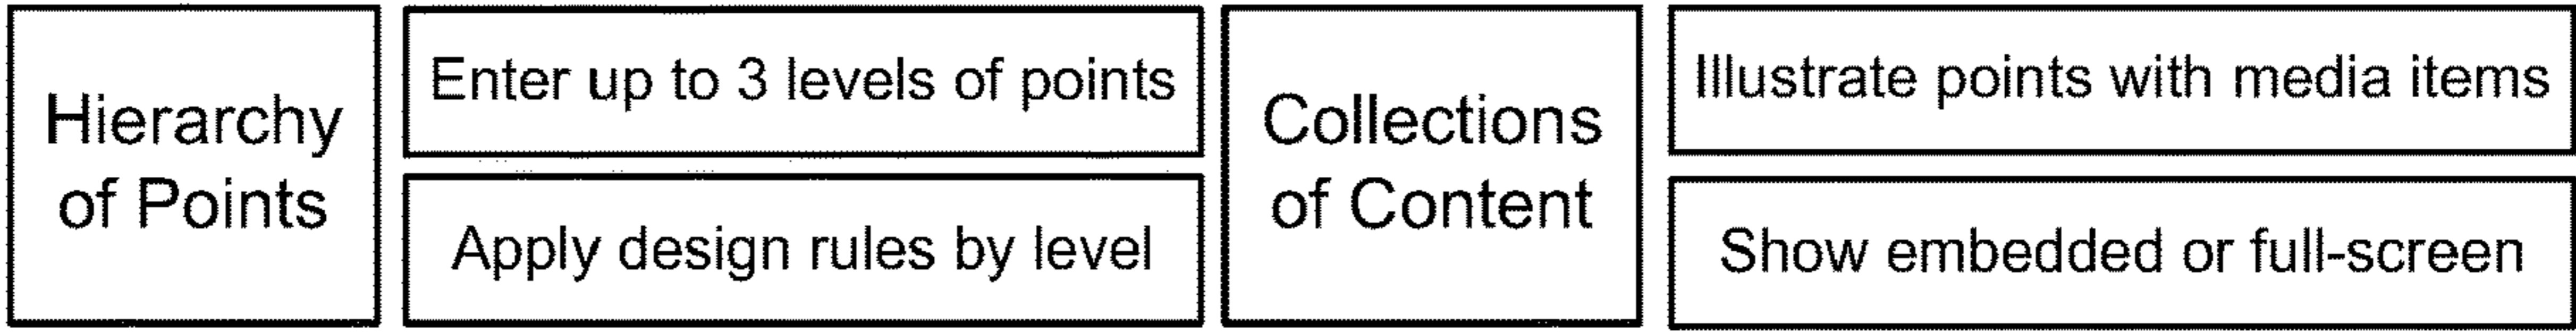 Hierarchy
of Points
Enter up to 3 levels of points
Apply design rules by level
Collections
of Content
Illustrate points with media items
Show embedded or full-screen